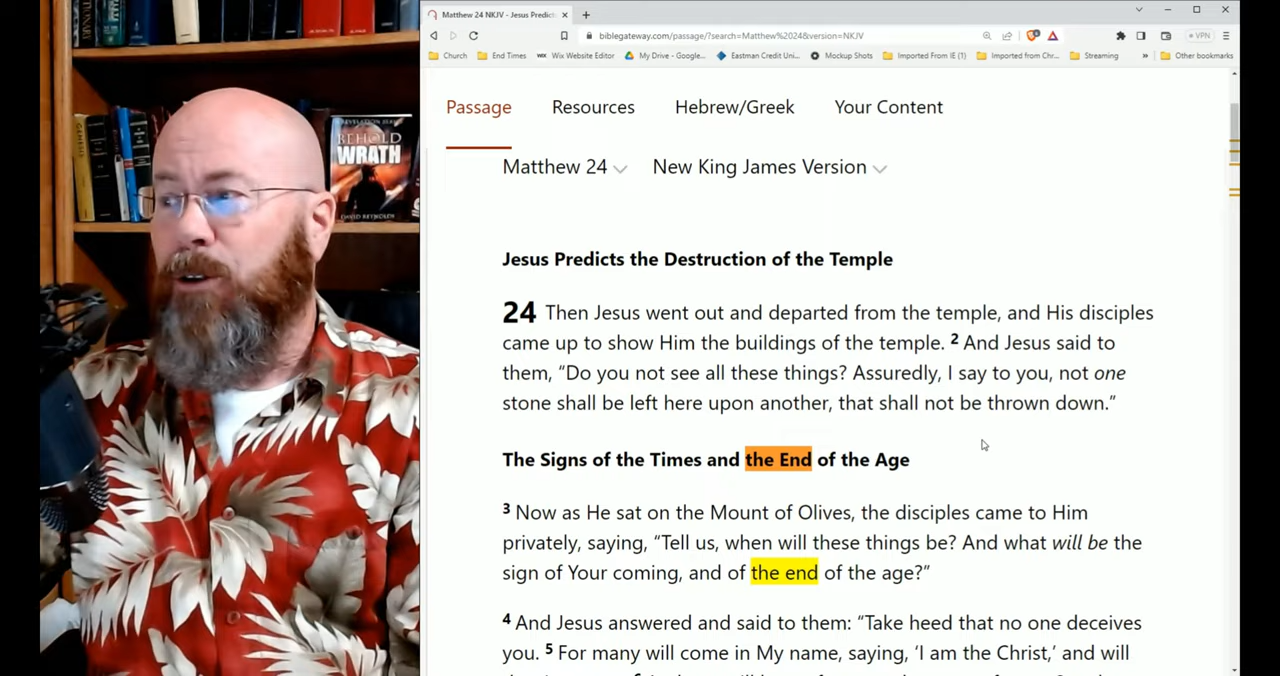 GENESIS
BEHOLD
WRATH
DAVID REYNOLDS
Matthew 24 NKJV - Jesus Predicts
biblegateway.com/passage/?search=Matthew%2024&version=NKJV
VPN
Church End Times Wix Website Editor My Drive - Google... Eastman Credit Uni... Mockup Shots Imported From IE (1) Imported from Chr... Streaming » Other bookmarks
Passage Resources Hebrew/Greek Your Content
Matthew 24 New King James Version
Jesus Predicts the Destruction of the Temple
24 Then Jesus went out and departed from the temple, and His disciples
came up to show Him the buildings of the temple. 2 And Jesus said to
them, “Do you not see all these things? Assuredly, I say to you, not one
stone shall be left here upon another, that shall not be thrown down.”
The Signs of the Times and the End of the Age
3 Now as He sat on the Mount of Olives, the disciples came to Him
privately, saying, “Tell us, when will these things be? And what will be the
sign of Your coming, and of the end of the age?”
4 And Jesus answered and said to them: “Take heed that no one deceives
you. 5 For many will come in My name, saying, ‘I am the Christ,’ and will